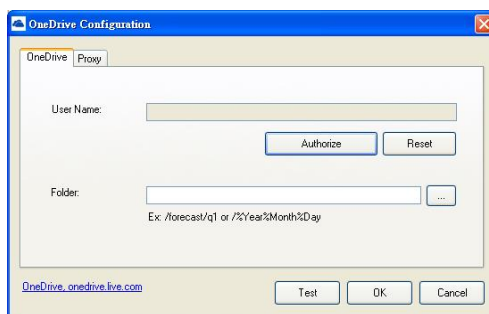 OneDrive Configuration
OneDrive Proxy
User Name:
Authorize Reset
Folder: ...
Ex: /forecast/q1 or /%Year%Month%Day
OneDrive, onedrive.live.com Test OK Cancel